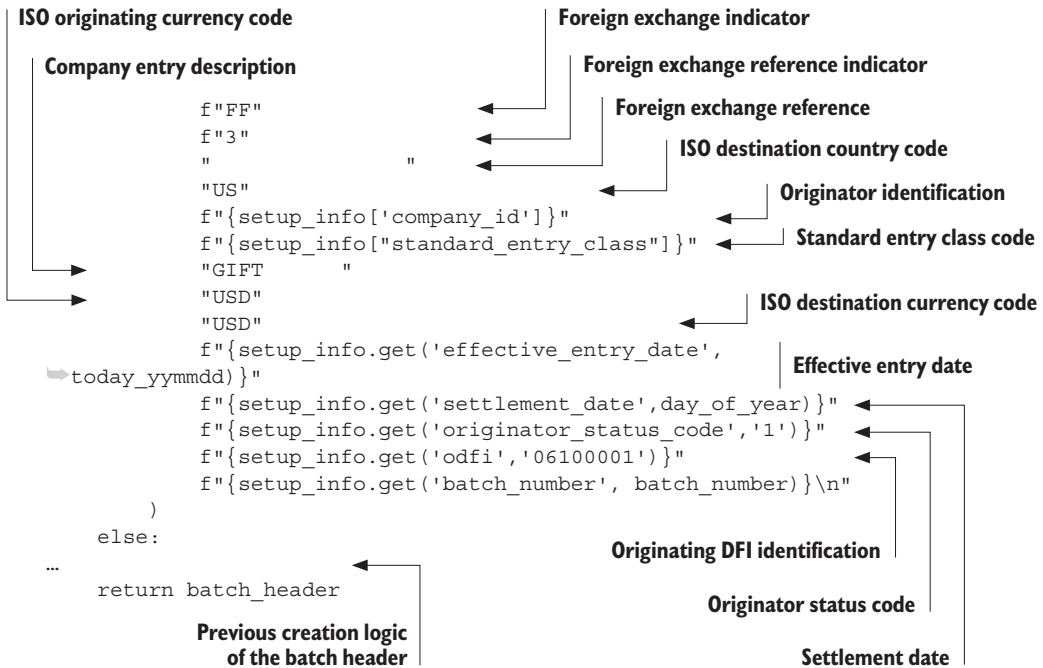 ISO originating currency code
Foreign exchange indicator
Company entry description
Foreign exchange reference indicator
f"FF"
Foreign exchange reference
f"3"
"                    "
ISO destination country code
"US"
Originator identification
f"{setup_info['company_id']}"
f"{setup_info["standard_entry_class"]}"
Standard entry class code
"GIFT      "
"USD"
ISO destination currency code
"USD"
f"{setup_info.get('effective_entry_date',
➥today_yymmdd)}"
Effective entry date
f"{setup_info.get('settlement_date',day_of_year)}"
f"{setup_info.get('originator_status_code','1')}"
f"{setup_info.get('odfi','06100001')}"
f"{setup_info.get('batch_number', batch_number)}\n"
)
else:
Originating DFI identification
…
return batch_header
Originator status code
Previous creation logic
of the batch header
Settlement date